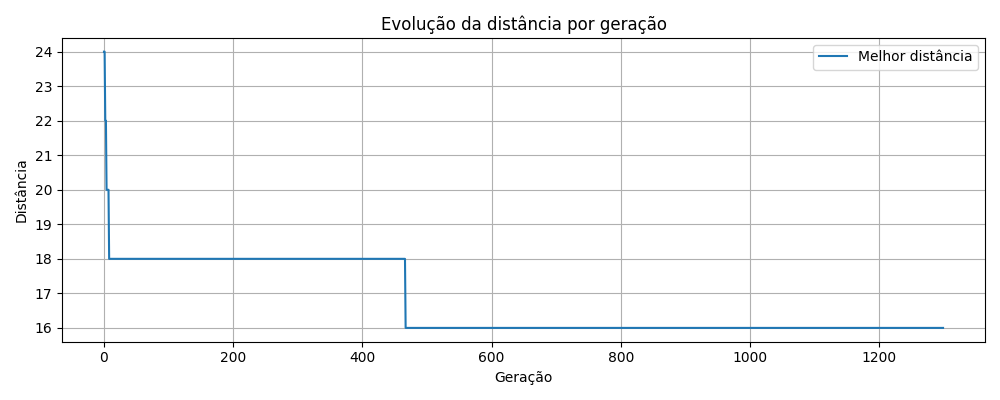 Evolução da distância por geração
Melhor distância
Distância
24
23
22
21
20
19
18
17
16
0 200 400 600 800 1000 1200
Geração